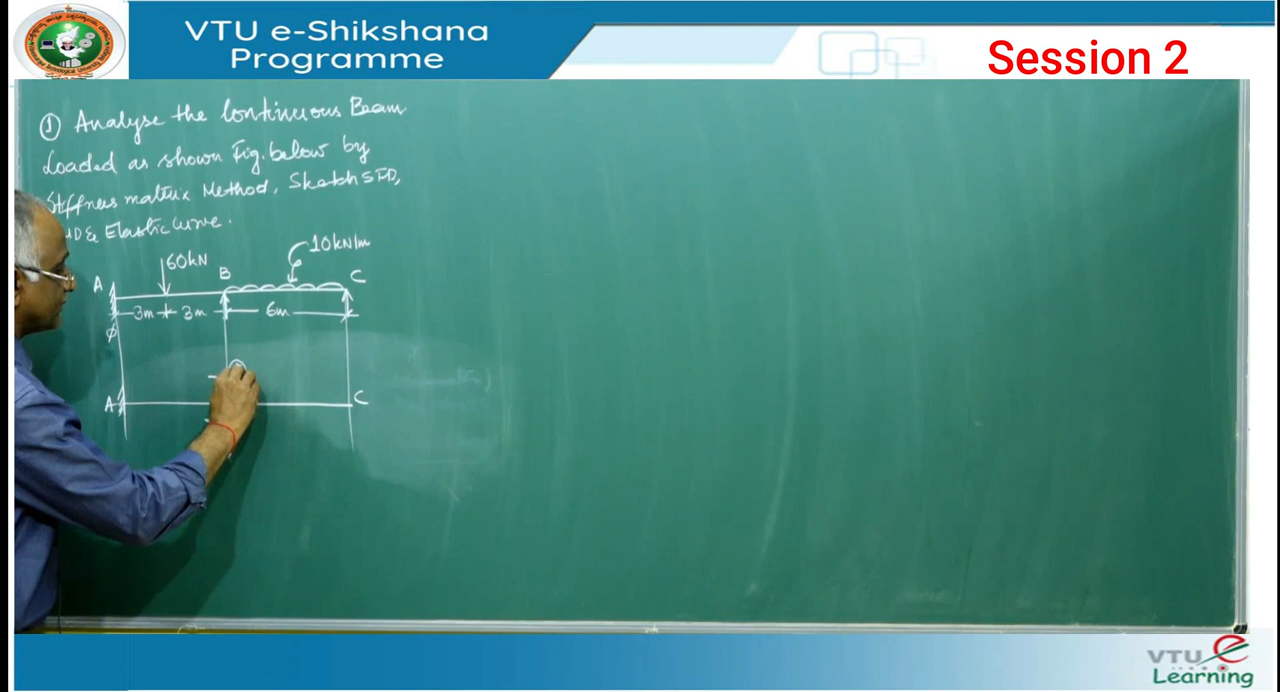 VTU e-Shikshana
Programme
Session 2
① Analyse the Continuous Beam
Loaded as shown Fig. below by
Stiffness matrix Method, Sketch SFD,
& Elastic curve.
60kN
10kN/m
A
B
C
3m
3m
6m
A
C
VTU
Learning